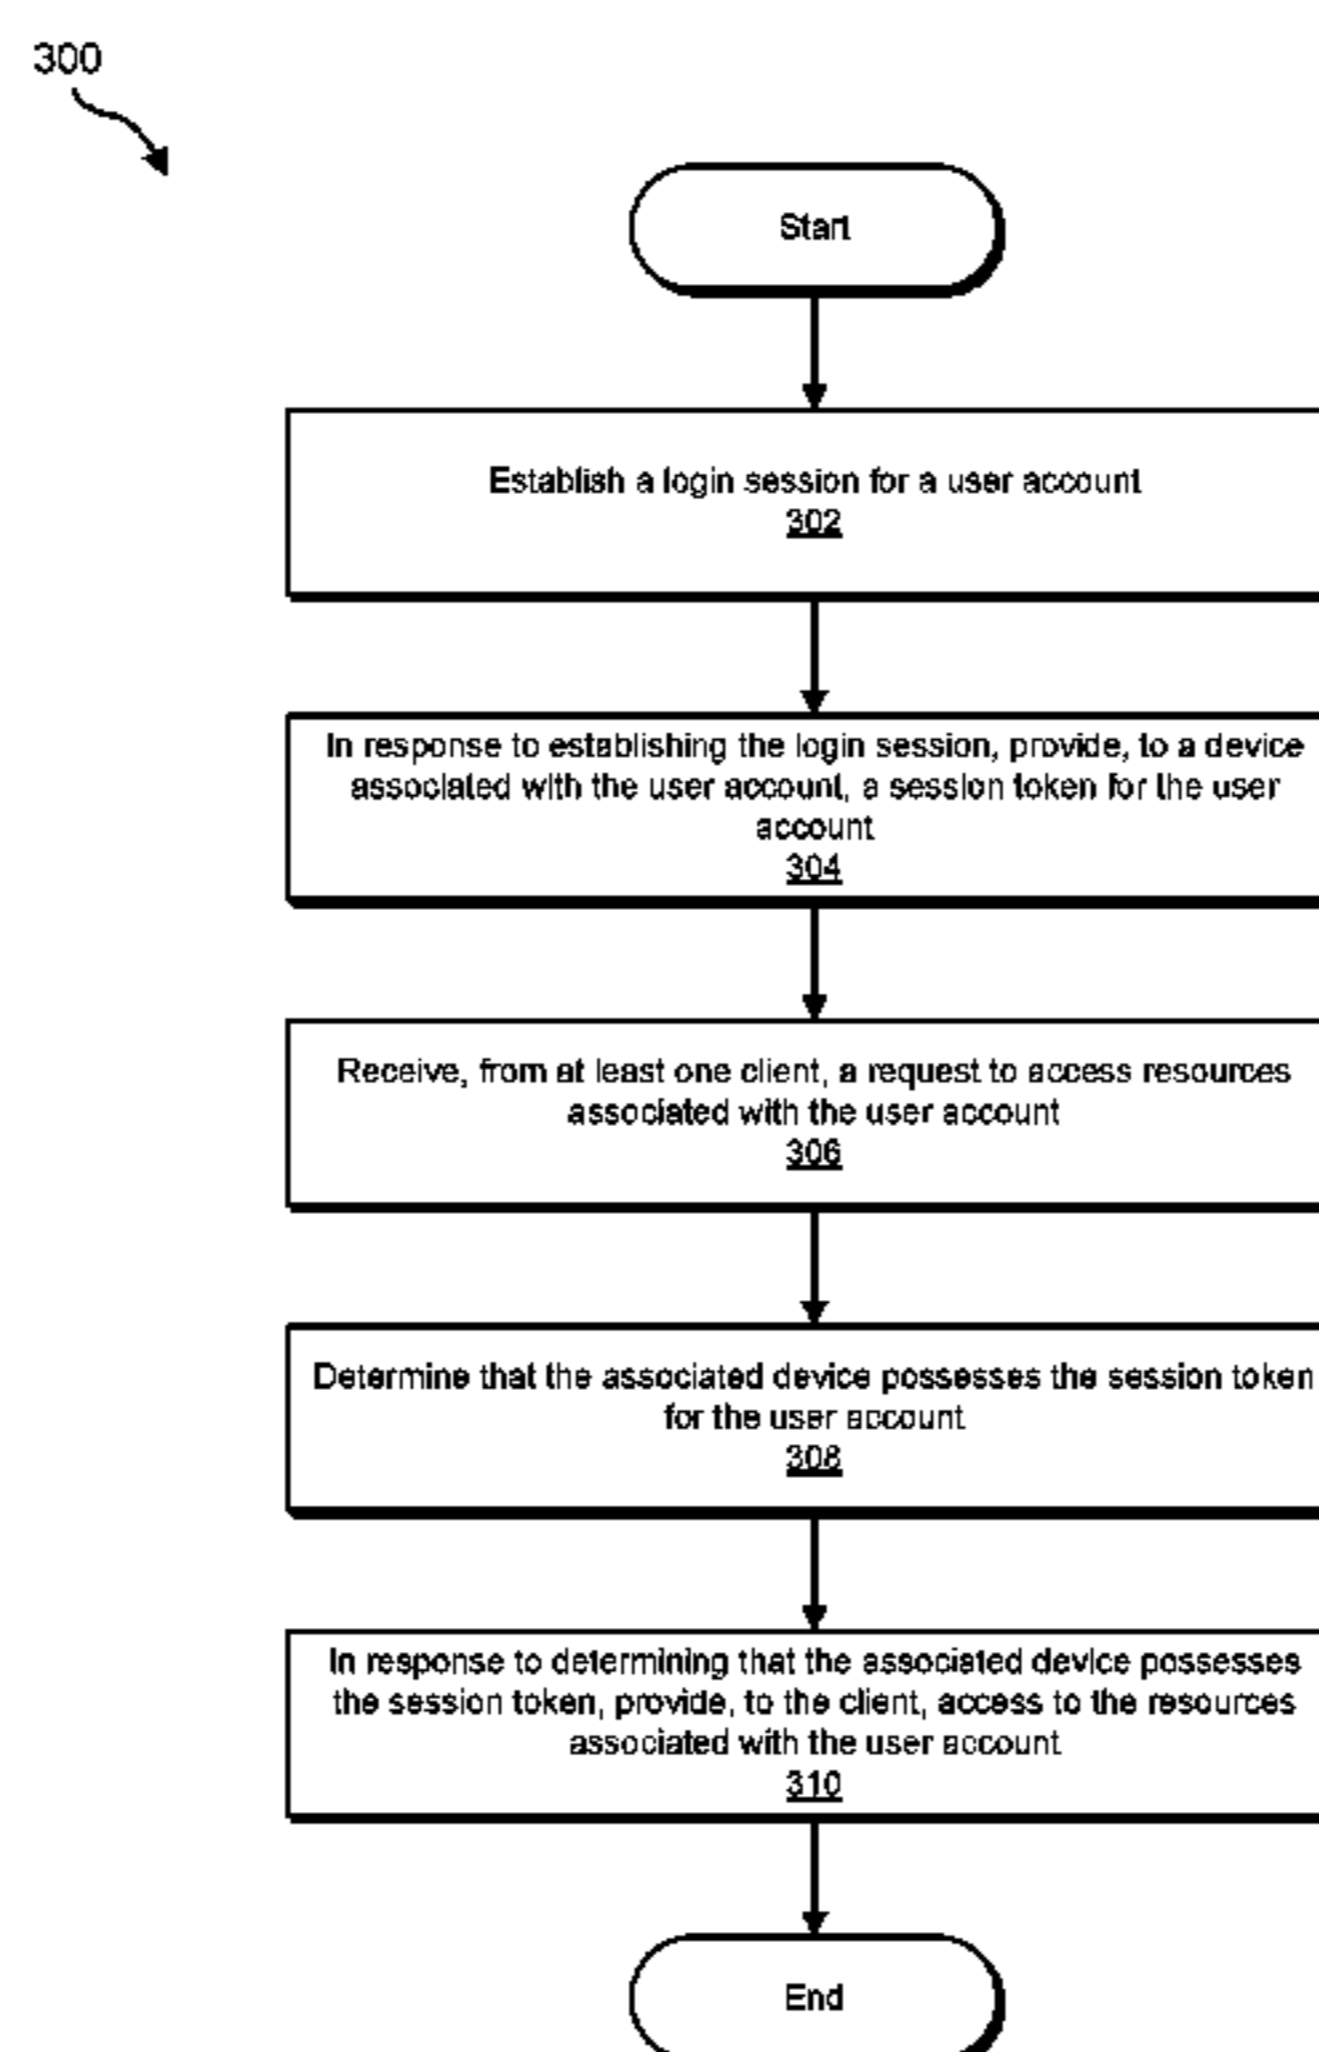 300
Start
Establish a login session for a user account
302
In response to establishing the login session, provide, to a device
associated with the user account, a session token for the user
account
304
Receive, from at least one client, a request to access resources
associated with the user account
306
Determine that the associated device possesses the session token
for the user account
308
In response to determining that the associated device possesses
the session token, provide, to the client, access to the resources
associated with the user account
310
End